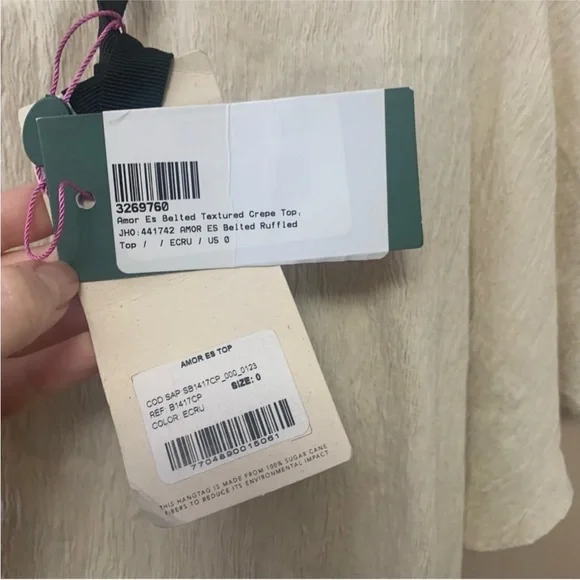 3269760
Amor Es Belted Textured Crepe Top,
JHO:441742 AMOR ES Belted Ruffled
Top / / ECRU / US 0
AMOR ES TOP
COD SAP SB1417CP_000_0123
REF: B1417CP SIZE: 0
COLOR: ECRU
7704890015061
THIS HANGTAG IS MADE FROM 100% SUGAR CANE
FIBERS TO REDUCE ITS ENVIRONMENTAL IMPACT